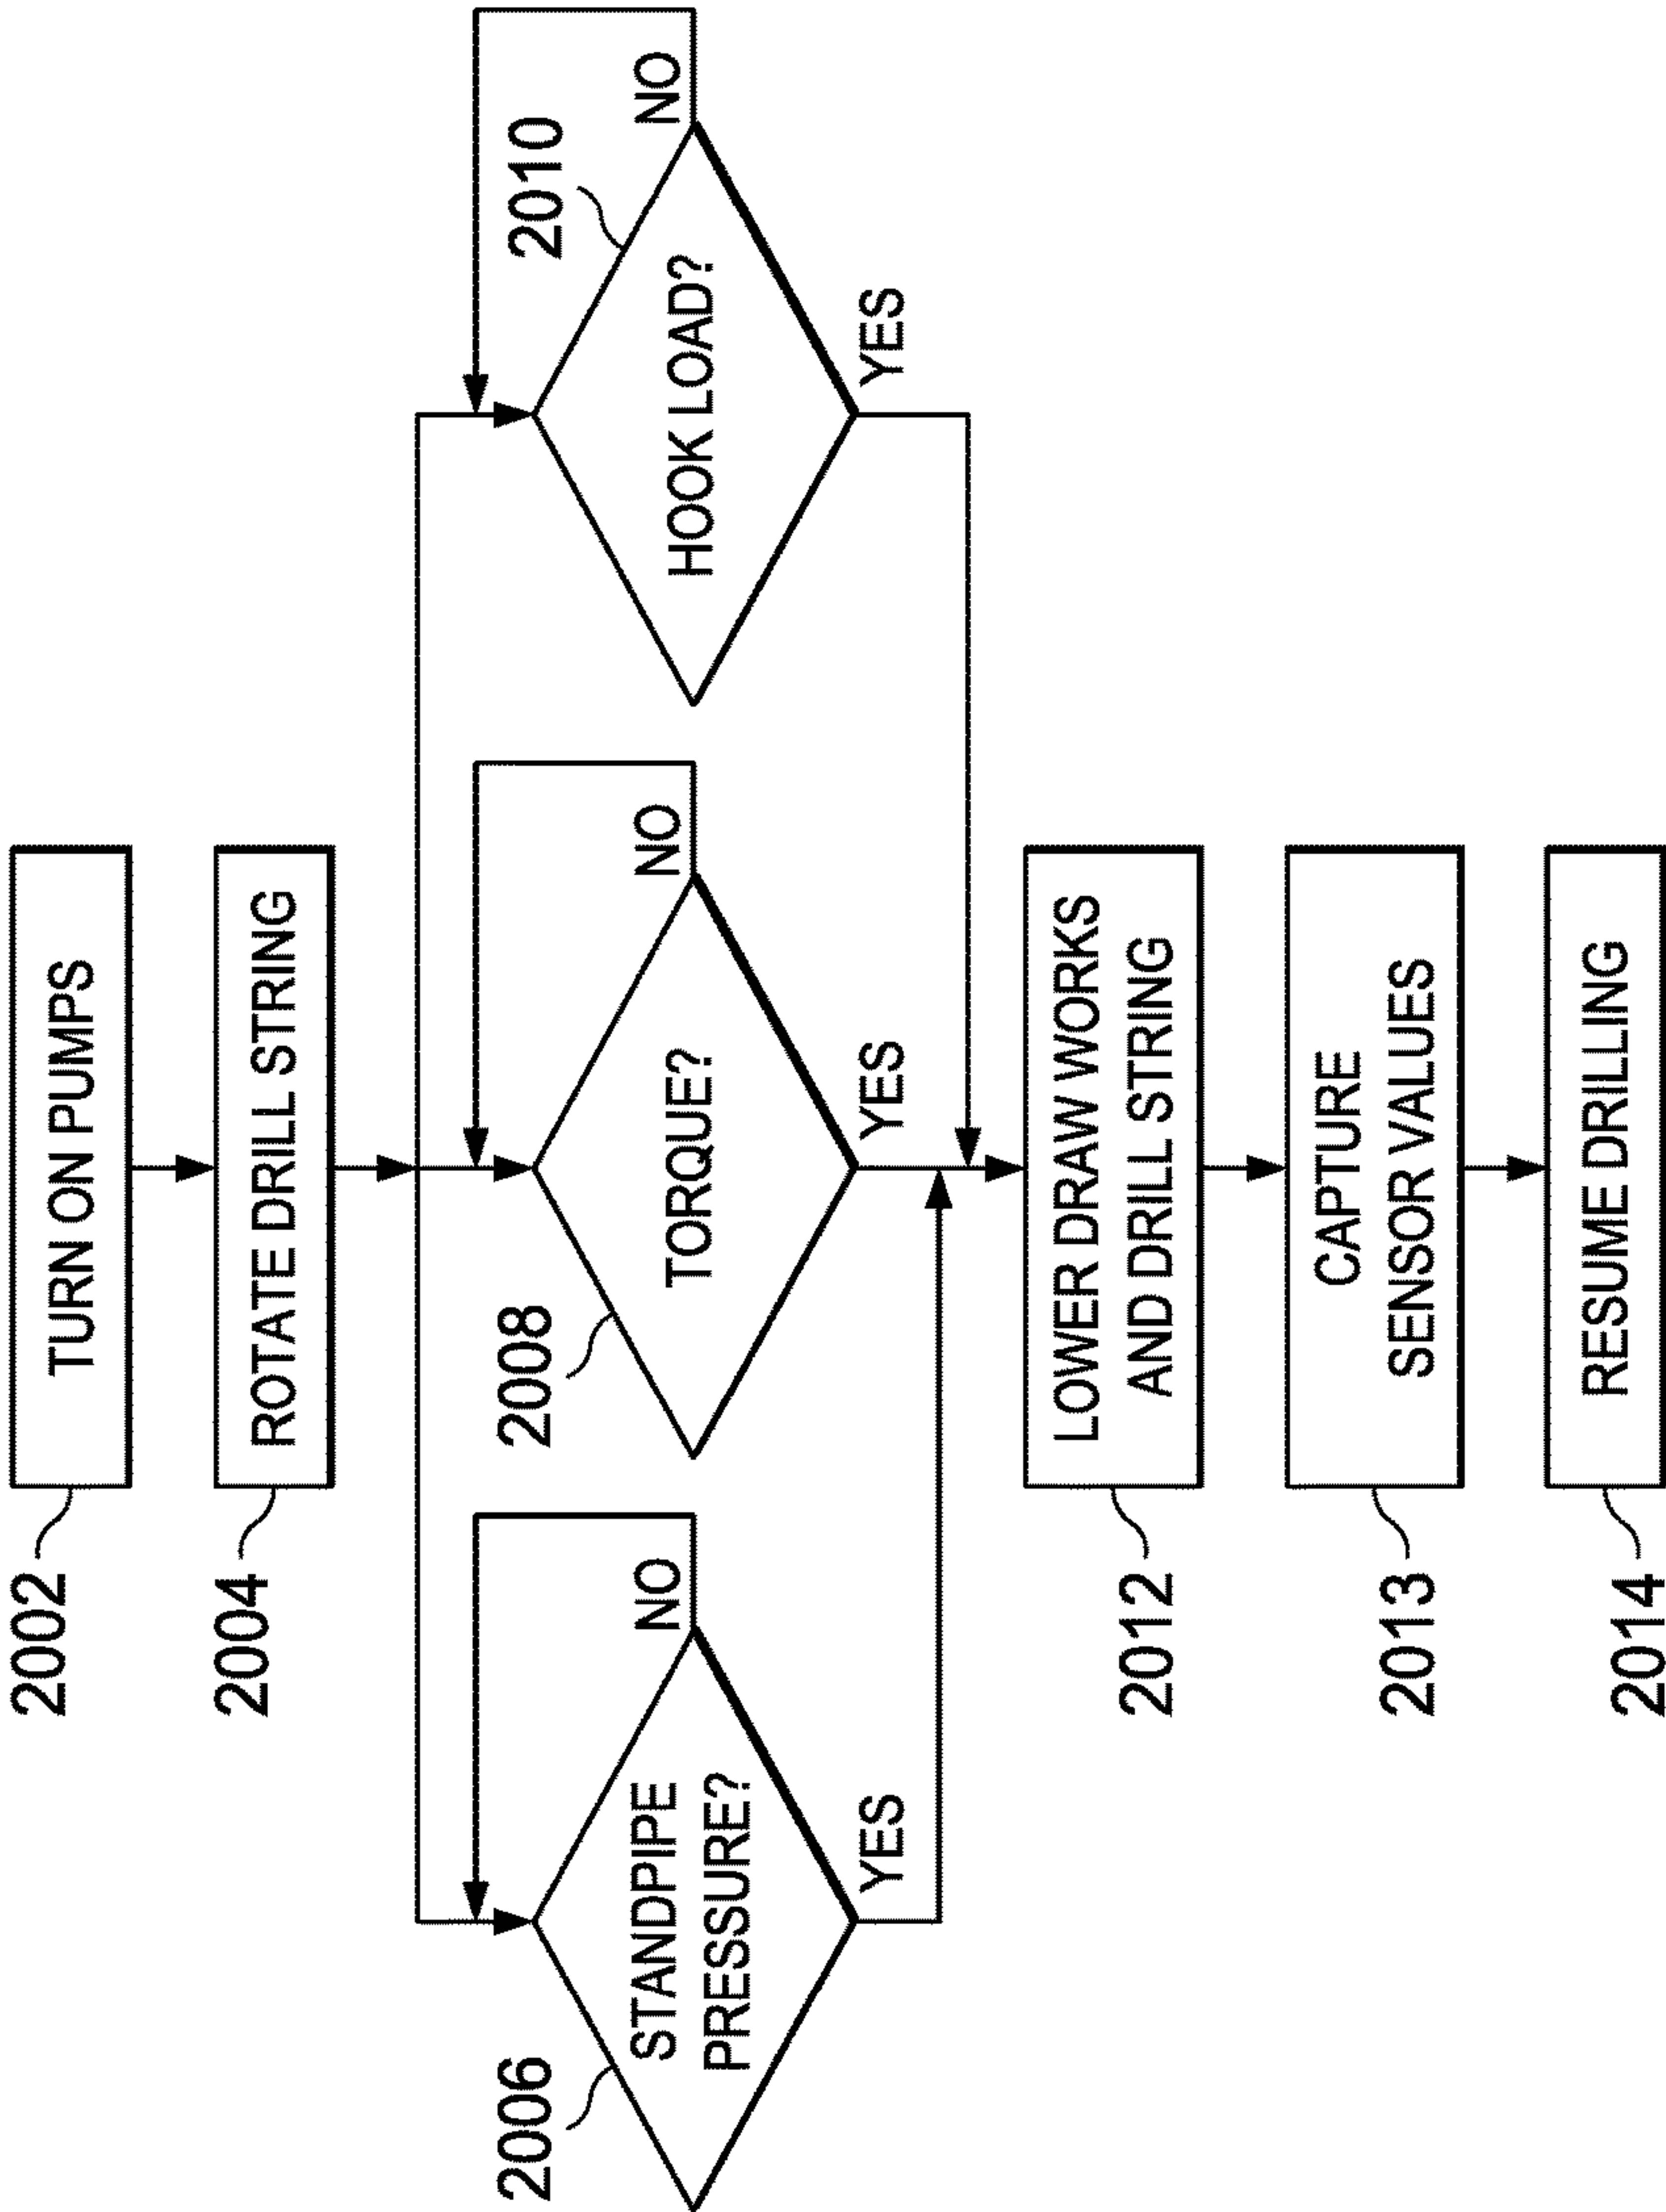 2002
TURN ON PUMPS
2004
ROTATE DRILL STRING
2006
STANDPIPE
PRESSURE?
NO
YES
2008
TORQUE?
NO
YES
2010
HOOK LOAD?
NO
YES
2012
LOWER DRAW WORKS
AND DRILL STRING
2013
CAPTURE
SENSOR VALUES
2014
RESUME DRILLING